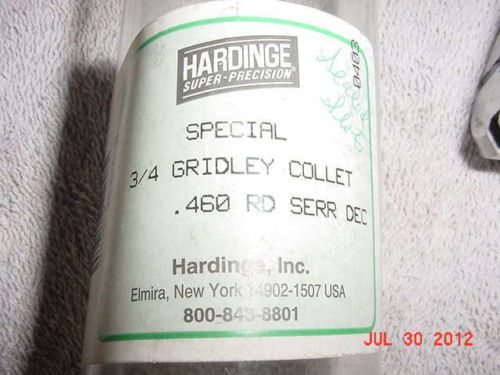 HARDINGE
SUPER-PRECISION®
0403
SPECIAL
3/4 GRIDLEY COLLET
.460 RD SERR DEC
Hardinge, Inc.
Elmira, New York 14902-1507 USA
800-843-8801
JUL 30 2012